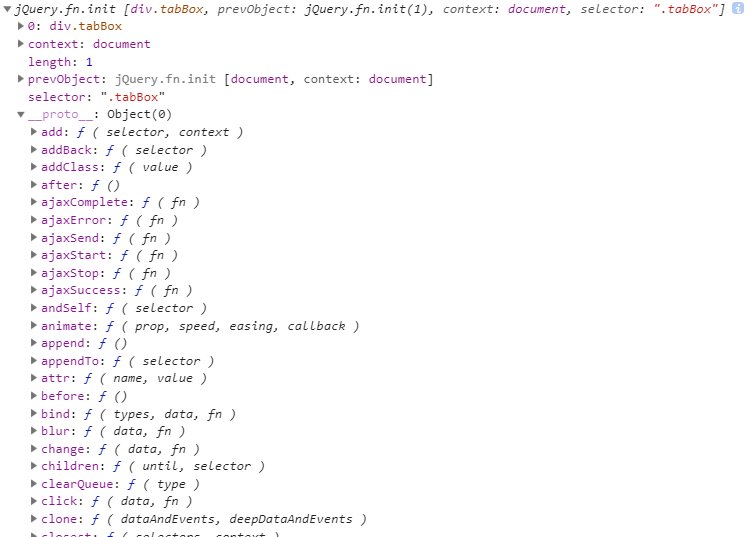 jQuery.fn.init [div.tabBox, prevObject: jQuery.fn.init(1), context: document, selector: ".tabBox"] i
0: div.tabBox
context: document
length: 1
prevObject: jQuery.fn.init [document, context: document]
selector: ".tabBox"
__proto__: Object(0)
add: ƒ ( selector, context )
addBack: ƒ ( selector )
addClass: ƒ ( value )
after: ƒ ()
ajaxComplete: ƒ ( fn )
ajaxError: ƒ ( fn )
ajaxSend: ƒ ( fn )
ajaxStart: ƒ ( fn )
ajaxStop: ƒ ( fn )
ajaxSuccess: ƒ ( fn )
andSelf: ƒ ( selector )
animate: ƒ ( prop, speed, easing, callback )
append: ƒ ()
appendTo: ƒ ( selector )
attr: ƒ ( name, value )
before: ƒ ()
bind: ƒ ( types, data, fn )
blur: ƒ ( data, fn )
change: ƒ ( data, fn )
children: ƒ ( until, selector )
clearQueue: ƒ ( type )
click: ƒ ( data, fn )
clone: ƒ ( dataAndEvents, deepDataAndEvents )
closest: ƒ ( selectors, context )